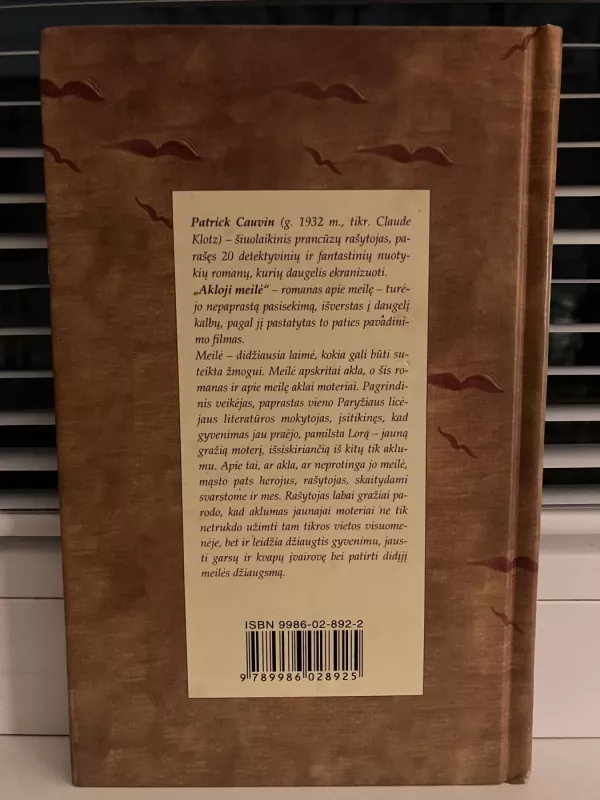 Patrick Cauvin (g. 1932 m., tikr. Claude
Klotz) – šiuolaikinis prancūzų rašytojas, pa-
rašęs 20 detektyvinių ir fantastinių nuoty-
kių romanų, kurių daugelis ekranizuoti.
„Akloji meilė“ – romanas apie meilę – turė-
jo nepaprastą pasisekimą, išverstas į daugelį
kalbų, pagal jį pastatytas to paties pavadini-
mo filmas.
Meilė – didžiausia laimė, kokia gali būti su-
teikta žmogui. Meilė apskritai akla, o šis ro-
manas ir apie meilę aklai moteriai. Pagrindi-
nis veikėjas, paprastas vieno Paryžiaus licė-
jaus literatūros mokytojas, įsitikinęs, kad
gyvenimas jau praėjo, pamilsta Lorą – jauną
gražią moterį, išsiskiriančią iš kitų tik aklu-
mu. Apie tai, ar akla, ar neprotinga jo meilė,
mąsto pats herojus, rašytojas, skaitydami
svarstome ir mes. Rašytojas labai gražiai pa-
rodo, kad aklumas jaunajai moteriai ne tik
netrukdo užimti tam tikros vietos visuome-
nėje, bet ir leidžia džiaugtis gyvenimu, jaus-
ti garsų ir kvapų įvairovę bei patirti didįjį
meilės džiaugsmą.
ISBN 9986-02-892-2
9 789986 028925